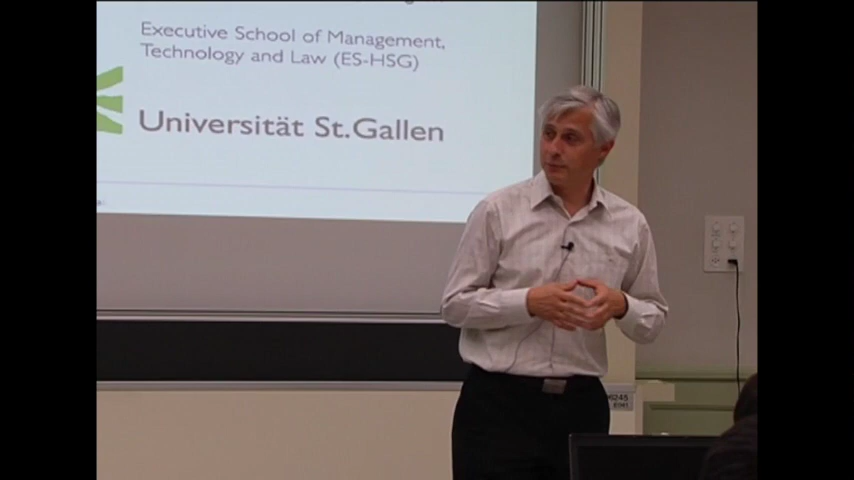 Executive School of Management,
Technology and Law (ES-HSG)
Universität St.Gallen